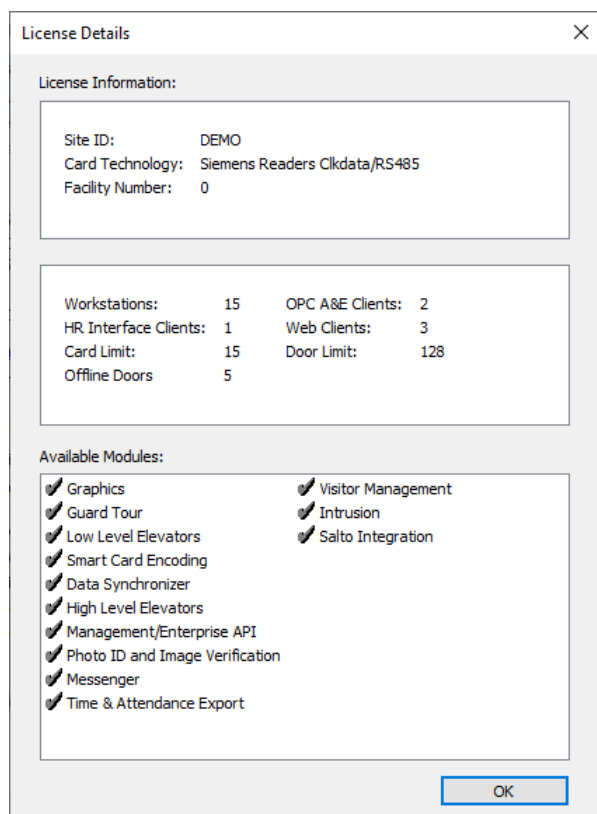 License Details
License Information:
Site ID: DEMO
Card Technology: Siemens Readers Clkdata/RS485
Facility Number: 0
Workstations: 15 OPC A&E Clients: 2
HR Interface Clients: 1 Web Clients: 3
Card Limit: 15 Door Limit: 128
Offline Doors 5
Available Modules:
Graphics Visitor Management
Guard Tour Intrusion
Low Level Elevators Salto Integration
Smart Card Encoding
Data Synchronizer
High Level Elevators
Management/Enterprise API
Photo ID and Image Verification
Messenger
Time & Attendance Export
OK